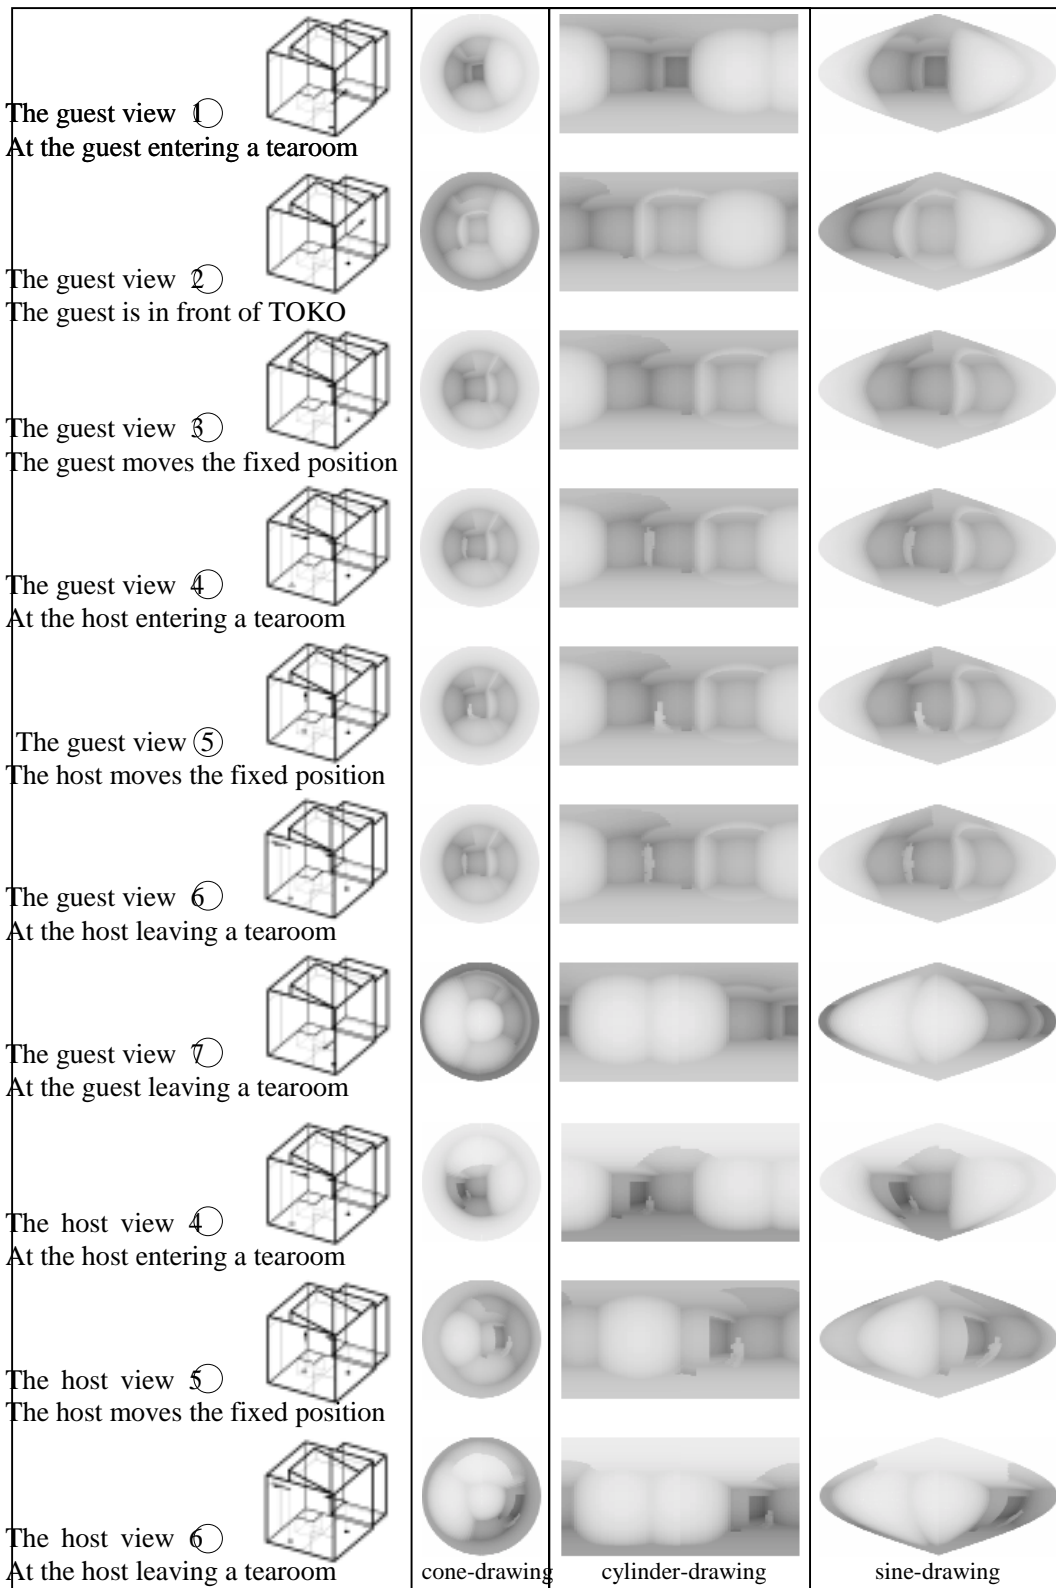 The guest view ①
At the guest entering a tearoom
The guest view ②
The guest is in front of TOKO
The guest view ③
The guest moves the fixed position
The guest view ④
At the host entering a tearoom
The guest view ⑤
The host moves the fixed position
The guest view ⑥
At the host leaving a tearoom
The guest view ⑦
At the guest leaving a tearoom
The host view ④
At the host entering a tearoom
The host view ⑤
The host moves the fixed position
The host view ⑥
At the host leaving a tearoom
cone-drawing cylinder-drawing sine-drawing